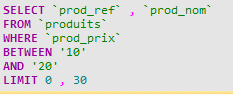 SELECT `prod_ref` , `prod_nom`
FROM `produits`
WHERE `prod_prix`
BETWEEN '10'
AND '20'
LIMIT 0 , 30